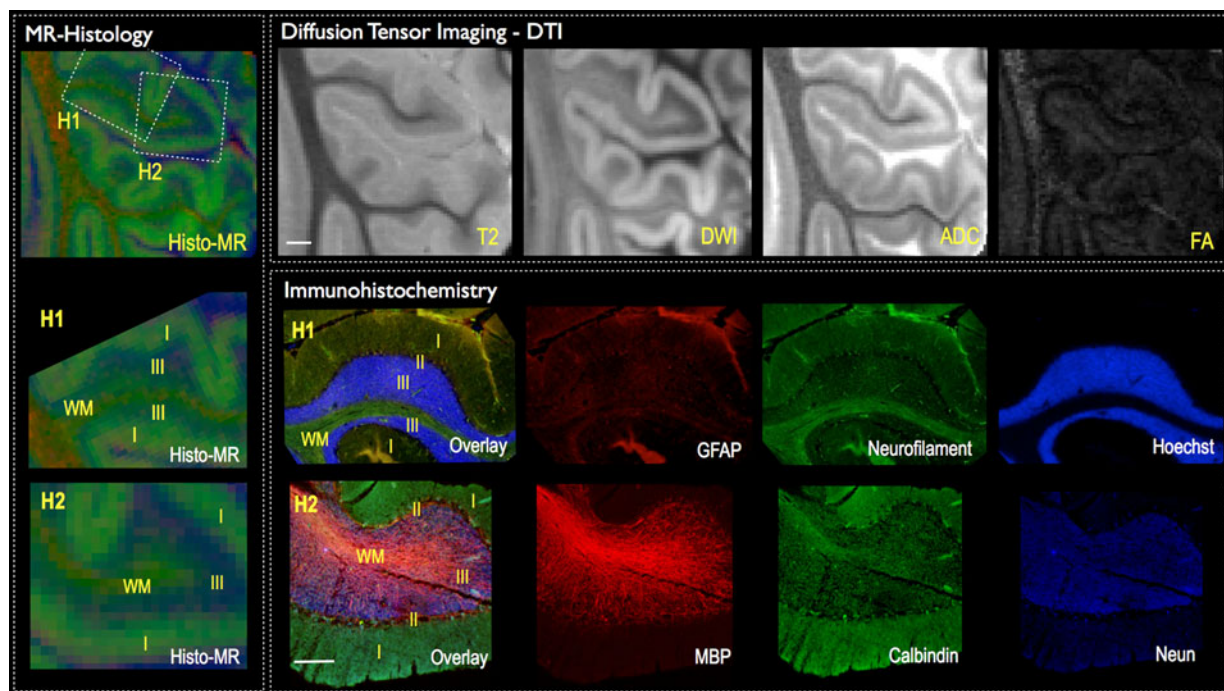 MR-Histology
H1
H2
Histo-MR
Diffusion Tensor Imaging - DTI
T2
DWI
ADC
FA
H1
I
III
WM
III
I
Histo-MR
H2
I
WM
III
I
Histo-MR
Immunohistochemistry
H1
I
II
III
III
WM
I
Overlay
GFAP
Neurofilament
Hoechst
H2
II
I
WM
III
II
I
Overlay
MBP
Calbindin
Neun